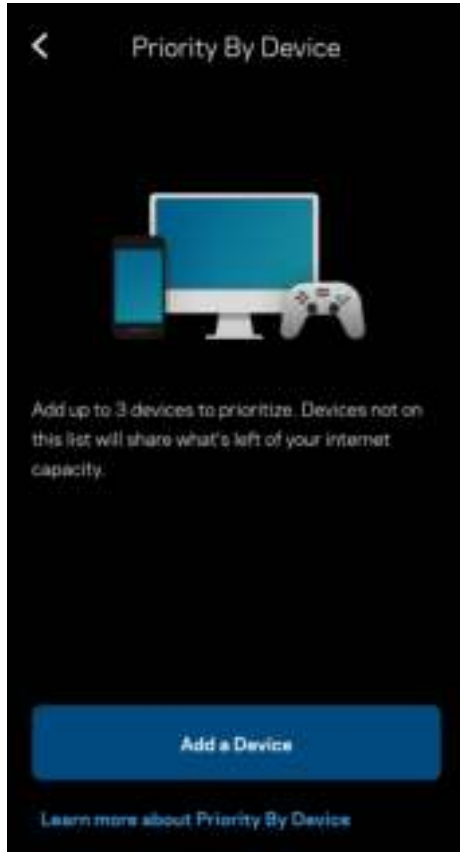 Priority By Device
Add up to 3 devices to prioritize. Devices not on
this list will share what's left of your internet
capacity.
Add a Device
Learn more about Priority By Device